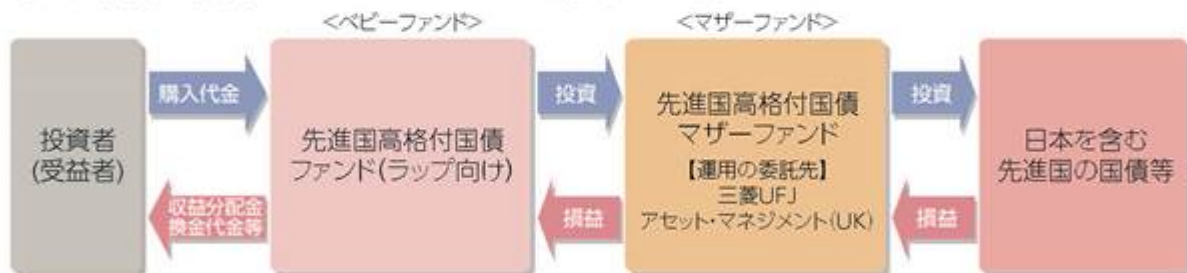 <ベビーファンド>
<マザーファンド>
投資者
(受益者)
購入代金
収益分配金
換金代金等
先進国高格付国債
ファンド(ラップ向け)
投資
損益
先進国高格付国債
マザーファンド
【運用の委託先】
三菱UFJ
アセット・マネジメント(UK)
投資
損益
日本を含む
先進国の国債等